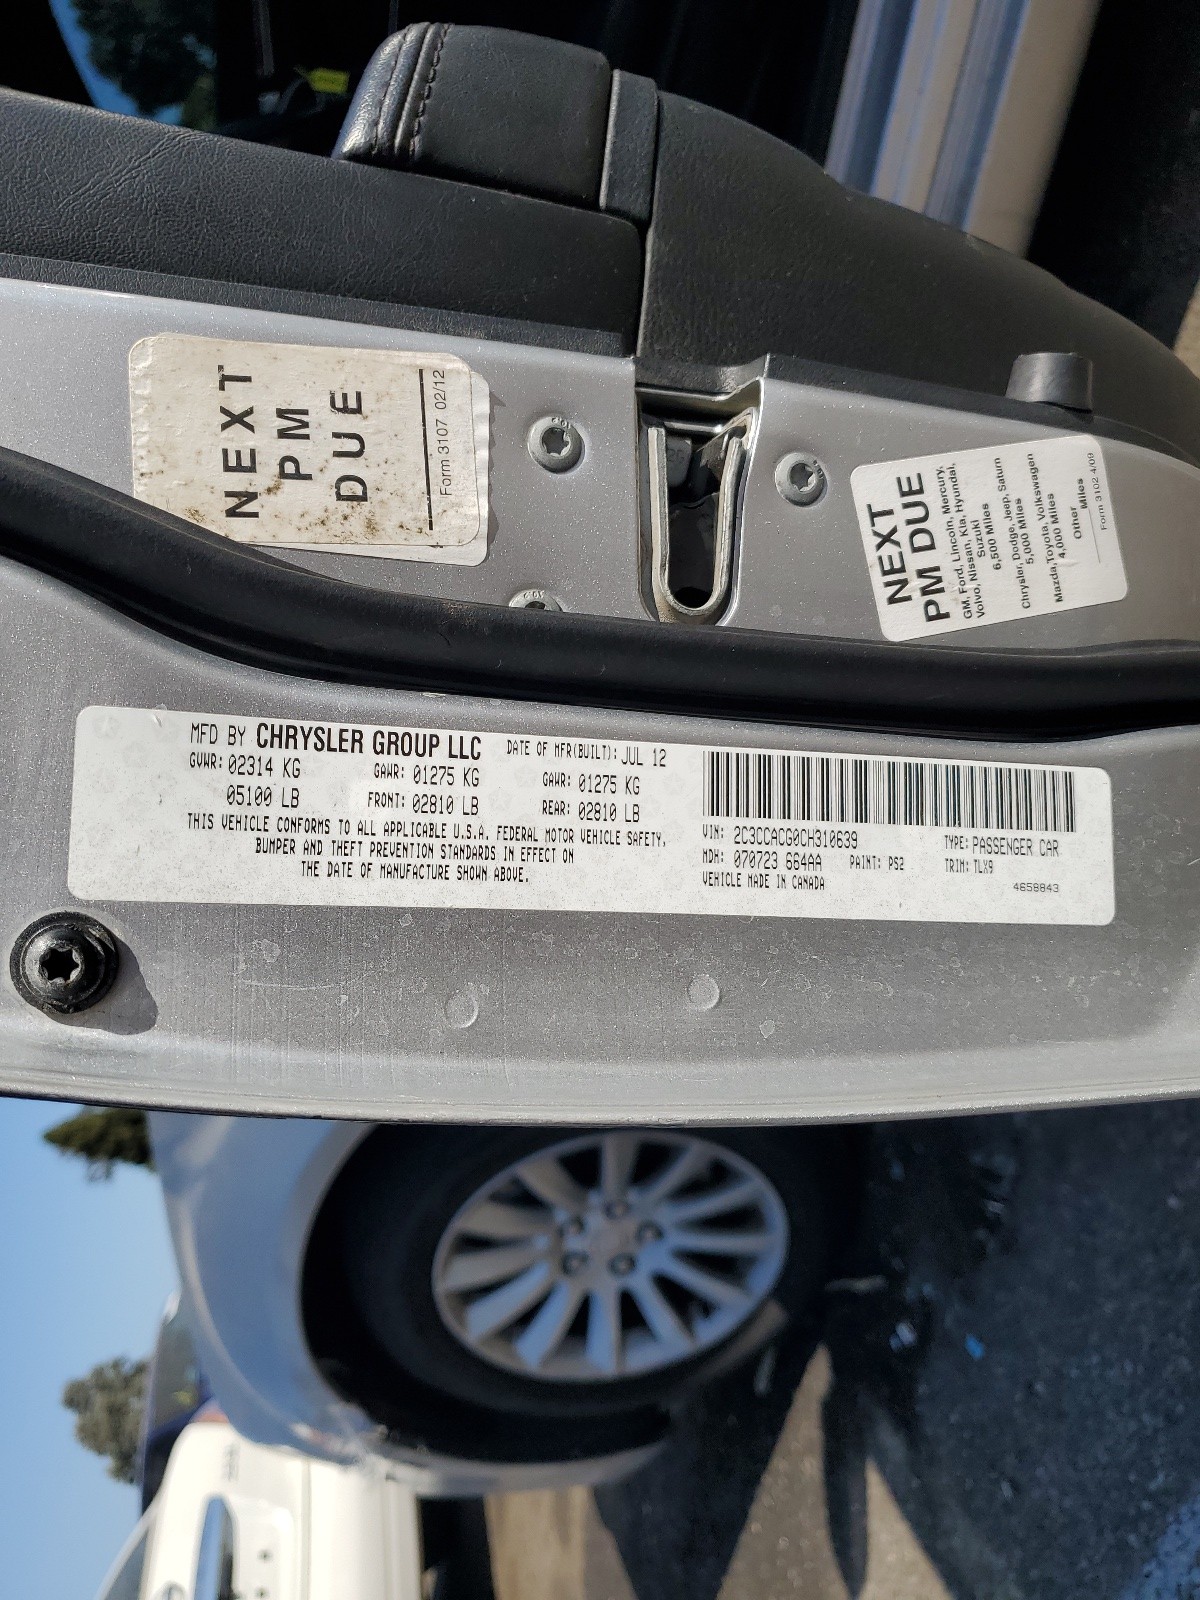 NEXT
PM
DUE
Form 3107 02/12
NEXT
PM DUE
GM, Ford, Lincoln, Mercury,
Volvo, Nissan, Kia, Hyundai,
Suzuki
6,500 Miles
Chrysler, Dodge, Jeep, Saturn
5,000 Miles
Mazda, Toyota, Volkswagen
4,000 Miles
Other
Miles
Form 3102 4/09
MFD BY CHRYSLER GROUP LLC DATE OF MFR(BUILT): JUL 12
GVWR: 02314 KG GAWR: 01275 KG GAWR: 01275 KG
05100 LB FRONT: 02810 LB REAR: 02810 LB
THIS VEHICLE CONFORMS TO ALL APPLICABLE U.S.A. FEDERAL MOTOR VEHICLE SAFETY,
BUMPER AND THEFT PREVENTION STANDARDS IN EFFECT ON
THE DATE OF MANUFACTURE SHOWN ABOVE.
VIN: 2C3CCACG0CH310639 TYPE: PASSENGER CAR
MDH: 070723 664AA PAINT: PS2 TRIM: TLX9
VEHICLE MADE IN CANADA 4658843